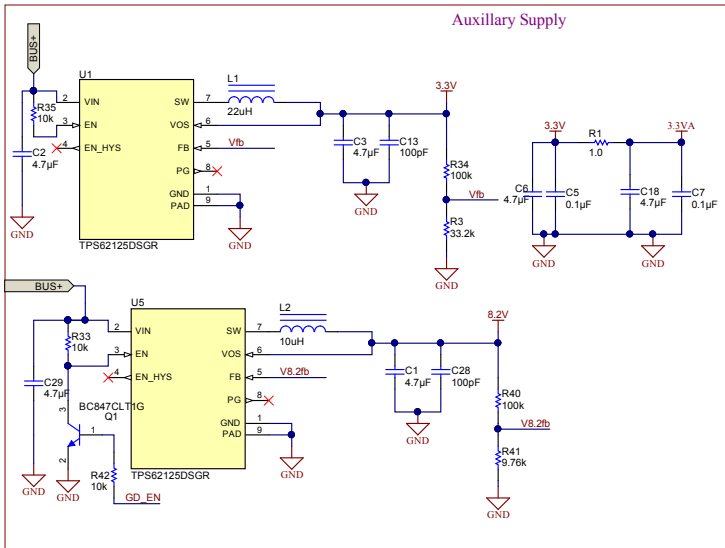 Auxillary Supply
BUS+
U1
R35
10k
C2
4.7µF
2
3
4
VIN
EN
EN_HYS
SW
VOS
FB
PG
GND
PAD
7
6
5
8
1
9
TPS62125DSGR
GND
GND
L1
22uH
Vfb
C3
4.7µF
C13
100pF
GND
3.3V
R34
100k
Vfb
R3
33.2k
GND
3.3V
R1
1.0
3.3VA
C6
4.7µF
C5
0.1µF
C18
4.7µF
C7
0.1µF
GND
GND
BUS+
U5
R33
10k
C29
4.7µF
2
3
4
VIN
EN
EN_HYS
SW
VOS
FB
PG
GND
PAD
7
6
5
8
1
9
TPS62125DSGR
BC847CLT1G
Q1
3
1
2
R42
10k
GD_EN
GND
GND
GND
L2
10uH
V8.2fb
C1
4.7µF
C28
100pF
GND
8.2V
R40
100k
V8.2fb
R41
9.76k
GND